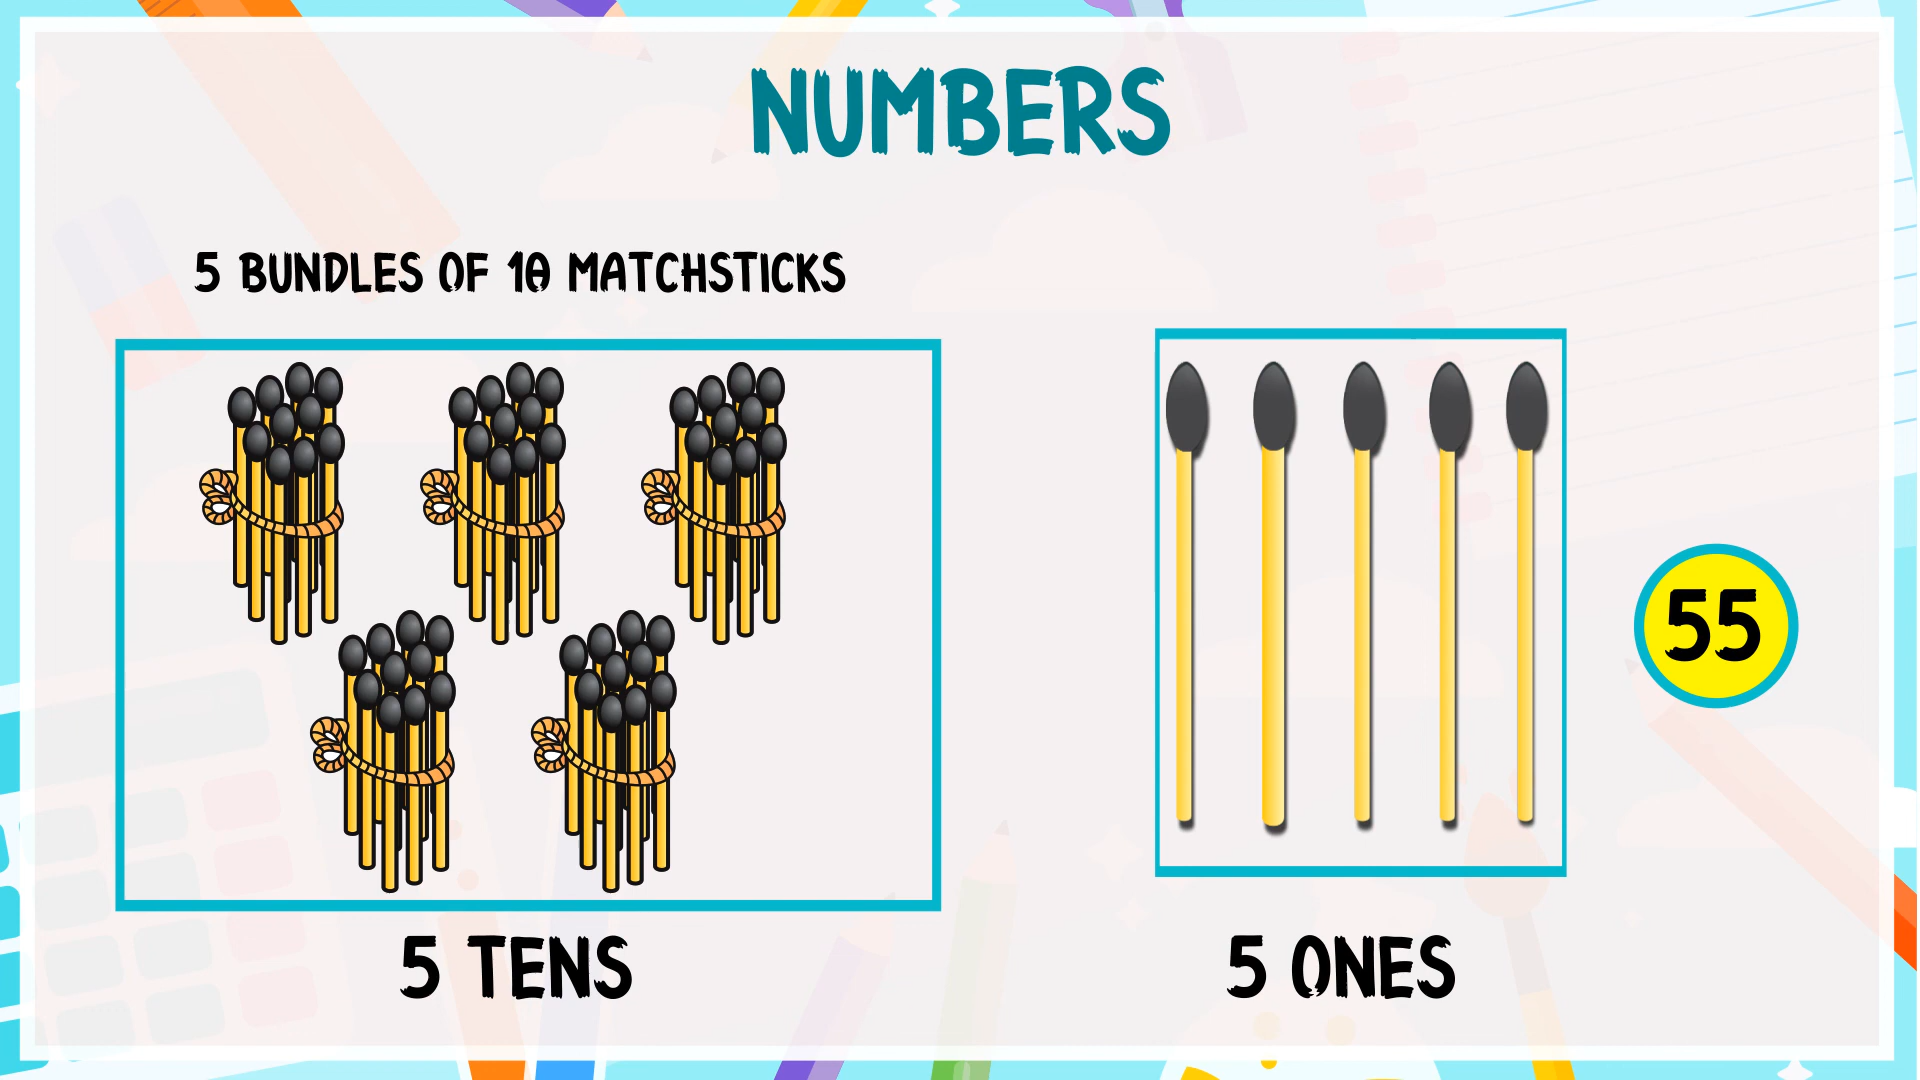 NUMBERS
5 BUNDLES OF 10 MATCHSTICKS
55
5 TENS
5 ONES